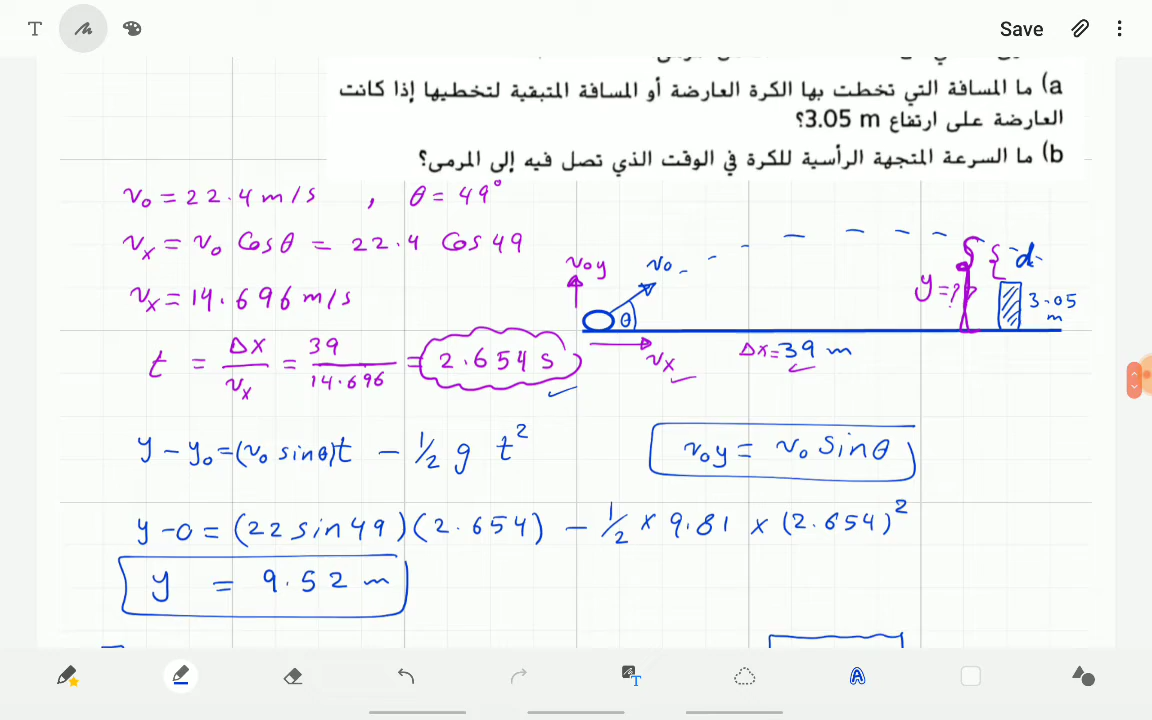 Save
a) ما المسافة التي تخطت بها الكرة العارضة أو المسافة المتبقية لتخطيها إذا كانت
العارضة على ارتفاع 3.05 m؟
b) ما السرعة المتجهة الرأسية للكرة في الوقت الذي تصل فيه إلى المرمى؟
v₀ = 22.4 m/s , θ = 49°
vₓ = v₀ Cosθ = 22.4 Cos 49
vₓ = 14.696 m/s
t = Δx/vₓ = 39/14.696 = 2.654 s
v₀y
v₀
θ
vₓ
Δx = 39 m
y = ??
d
3.05 m
y - y₀ = (v₀ sinθ)t - ½ g t²
v₀y = v₀ Sinθ
y - 0 = (22 sin 49)(2.654) - ½ × 9.81 × (2.654)²
y = 9.52 m